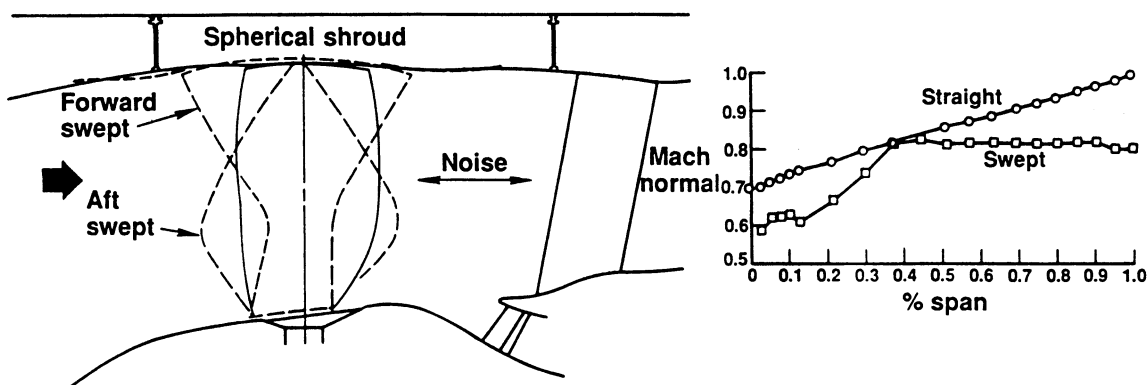 Spherical shroud
Forward
swept
Aft
swept
Noise
Mach
normal
1.0
0.9
0.8
0.7
0.6
0.5
Straight
Swept
0 0.1 0.2 0.3 0.4 0.5 0.6 0.7 0.8 0.9 1.0
% span